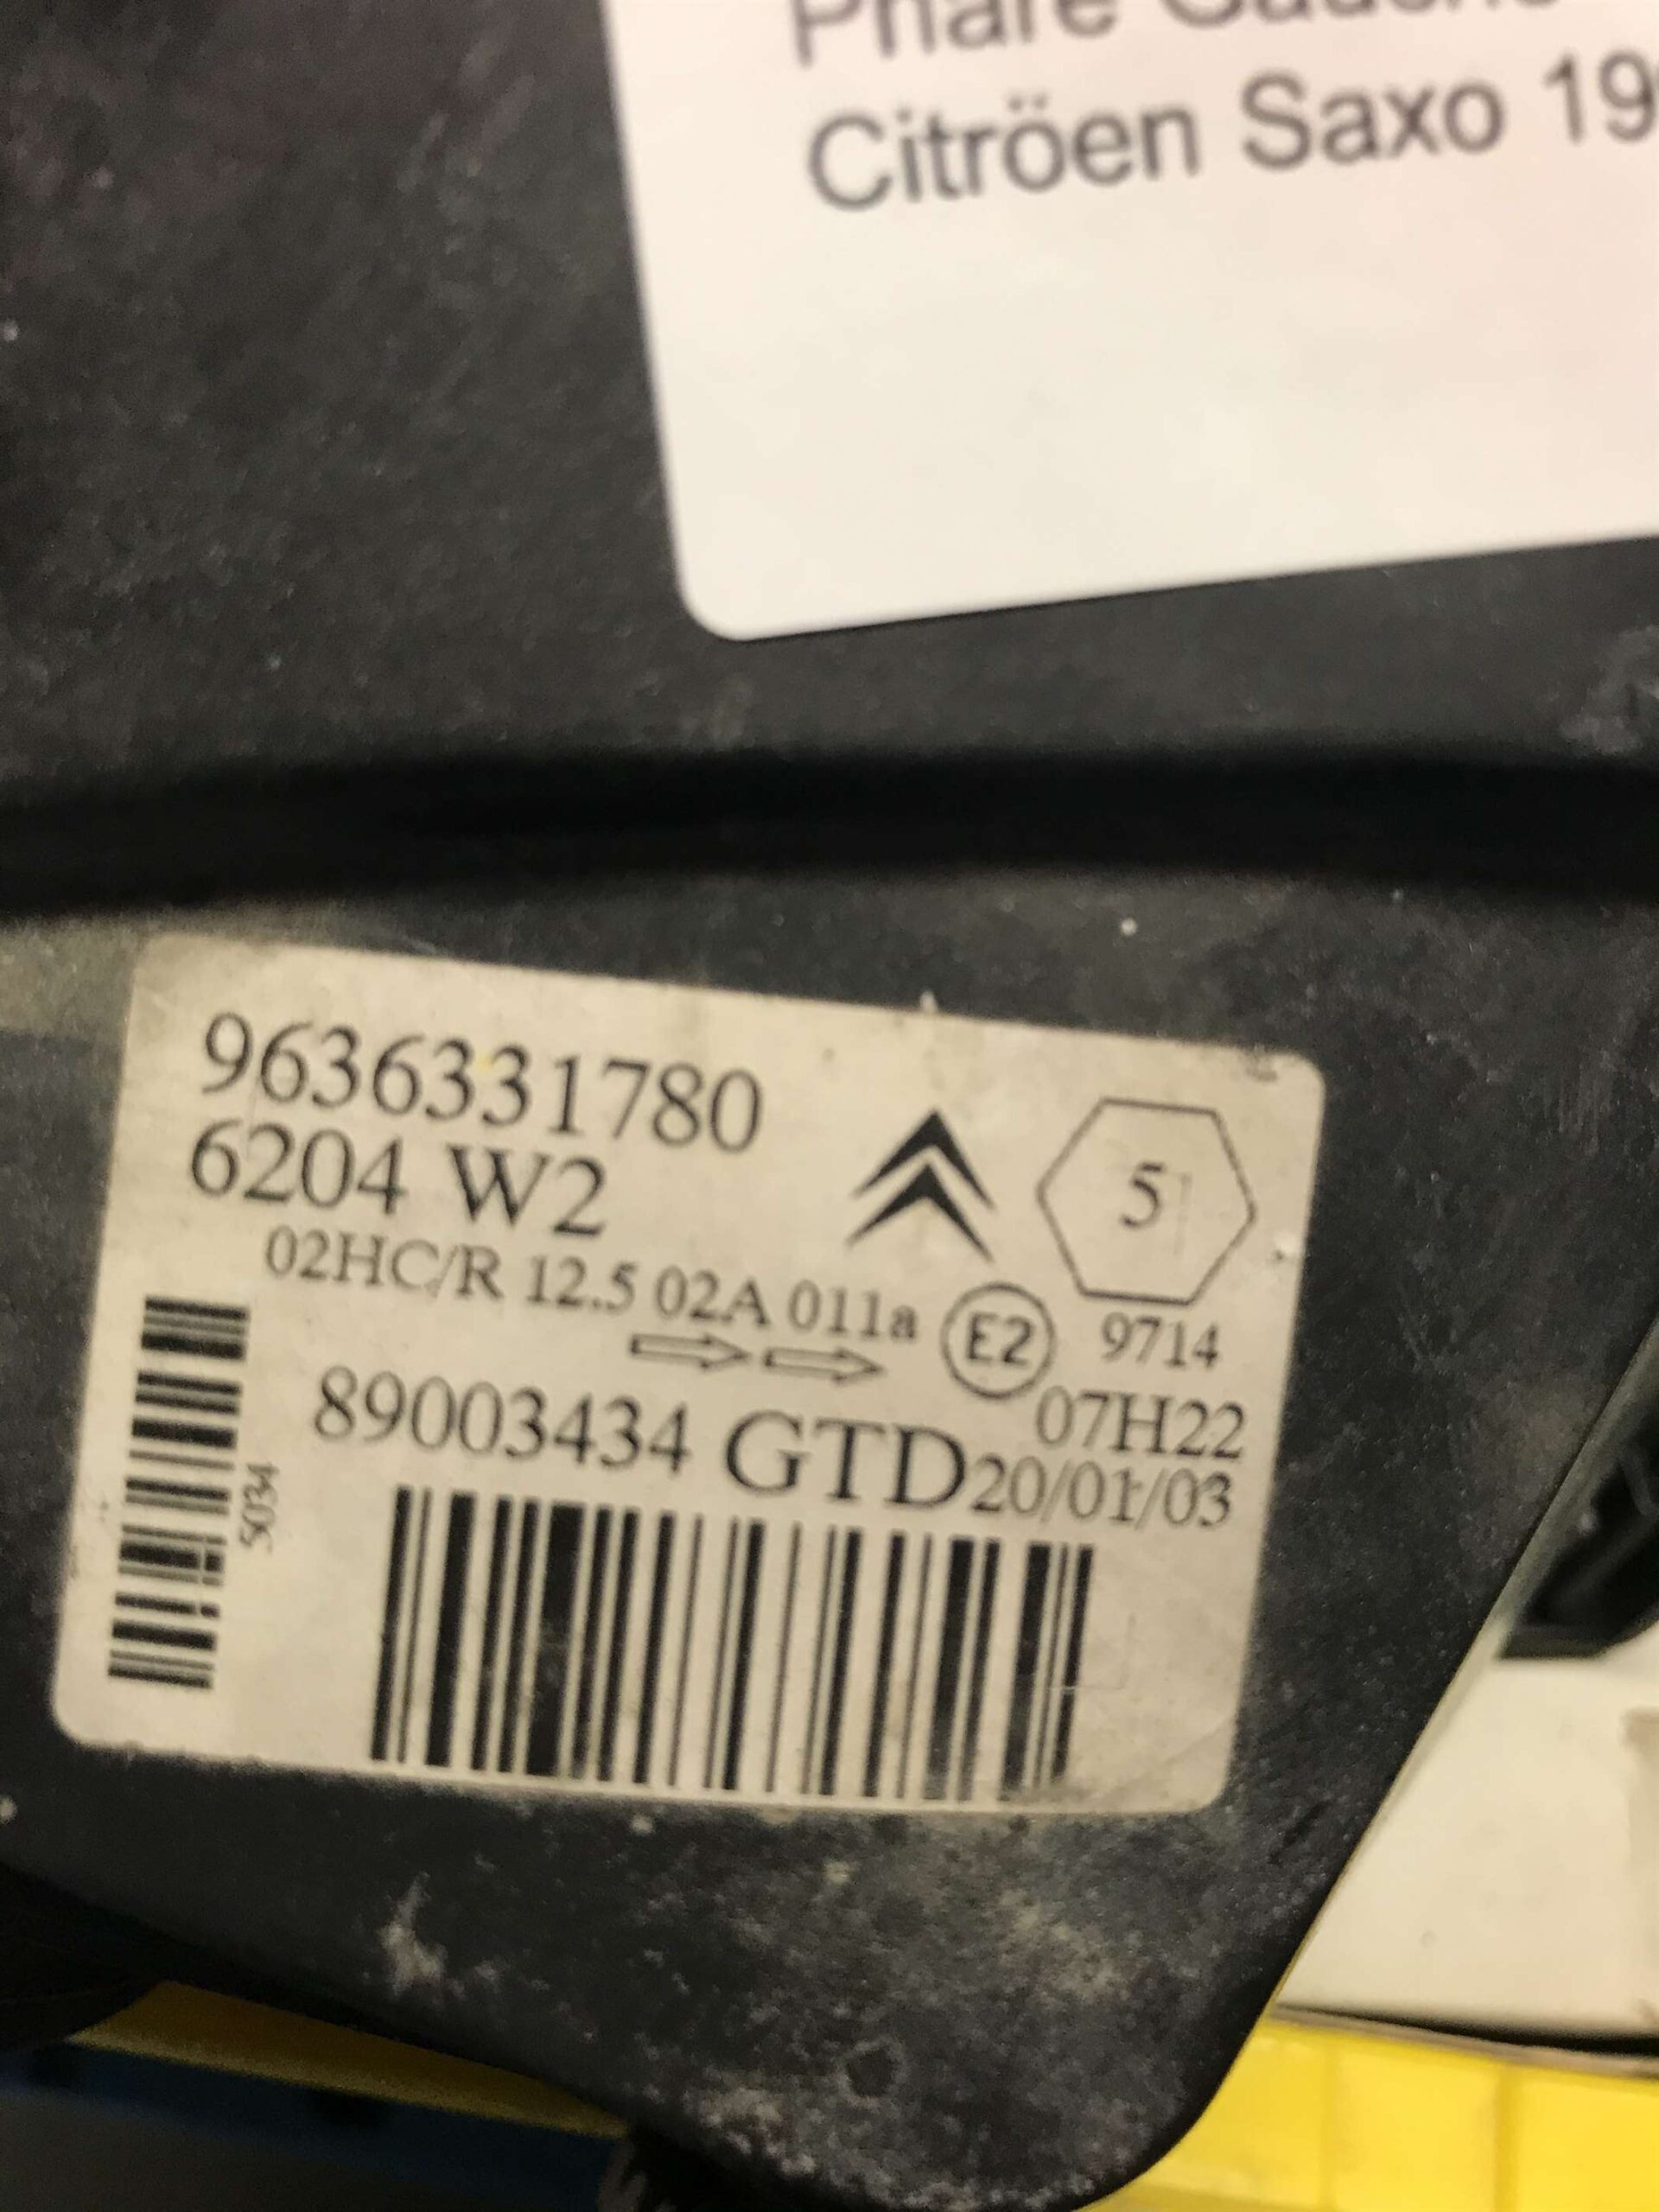 Phare
Citröen Saxo
9636331780
6204 W2
5
02HC/R 12.5 02A 011a E2 9714
07H22
89003434 GTD 20/01/03
5034